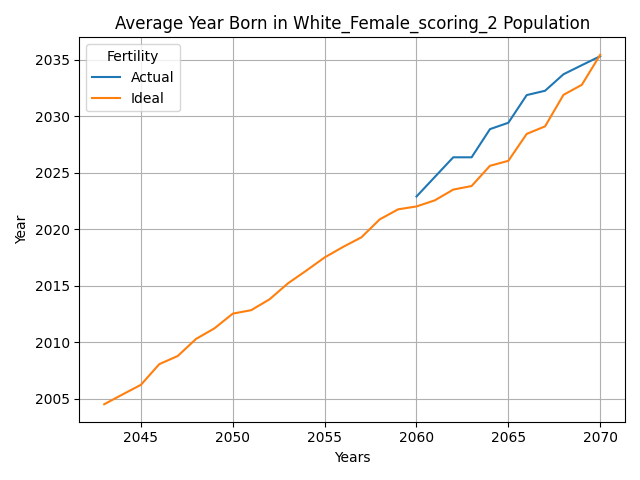 Average Year Born in White_Female_scoring_2 Population
Fertility
Actual
Ideal
Year
2035
2030
2025
2020
2015
2010
2005
2045 2050 2055 2060 2065 2070
Years